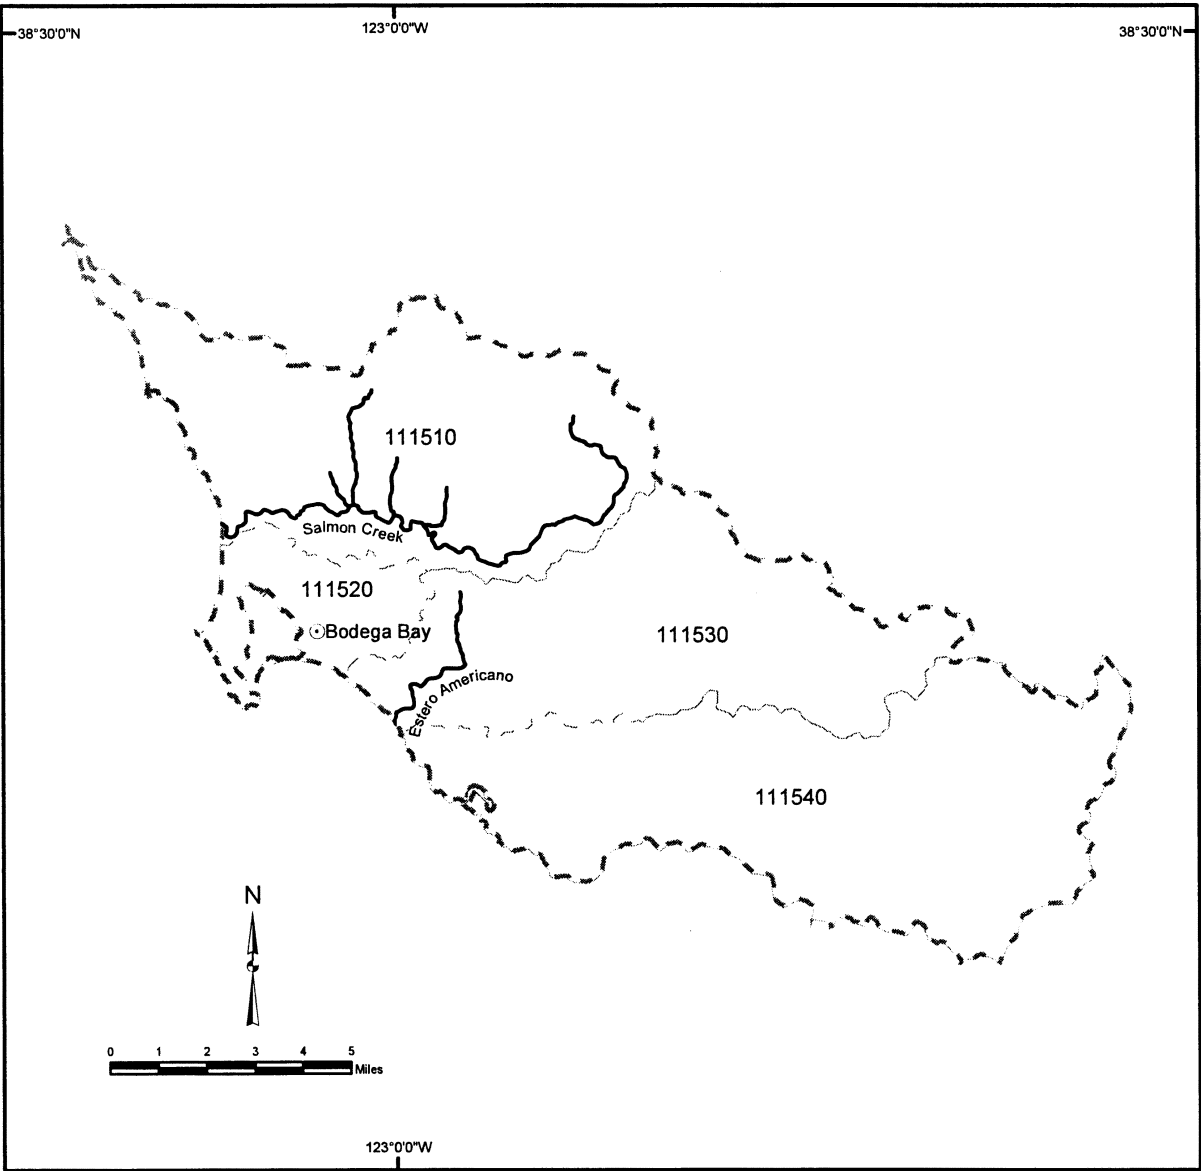 38°30'0"N
123°0'0"W
38°30'0"N
111510
Salmon Creek
111520
Bodega Bay
111530
Estero Americano
111540
N
0 1 2 3 4 5
Miles
123°0'0"W